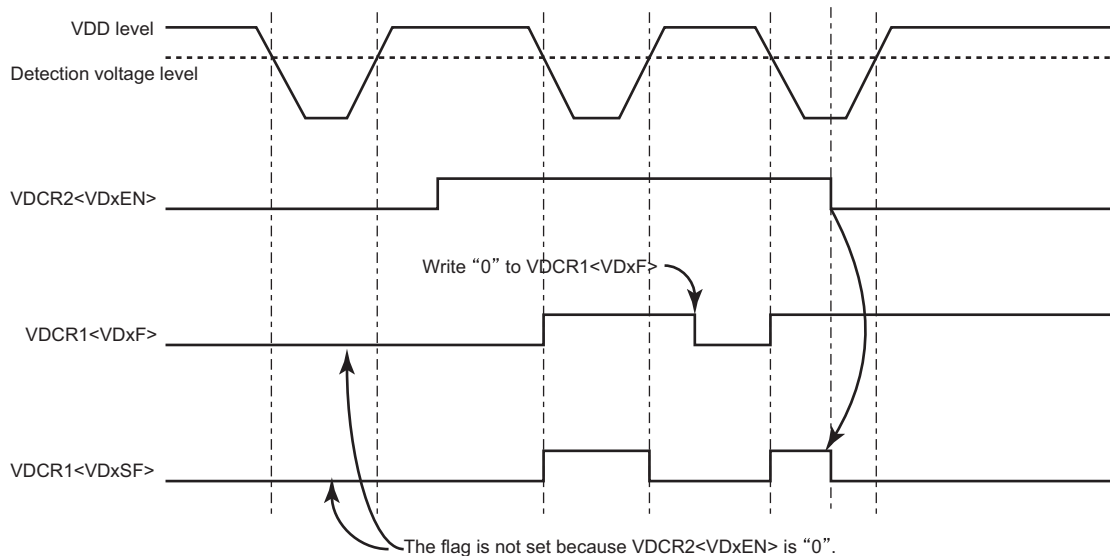 VDD level
Detection voltage level
VDCR2<VDxEN>
Write “0” to VDCR1<VDxF>
VDCR1<VDxF>
VDCR1<VDxSF>
The flag is not set because VDCR2<VDxEN> is “0”.